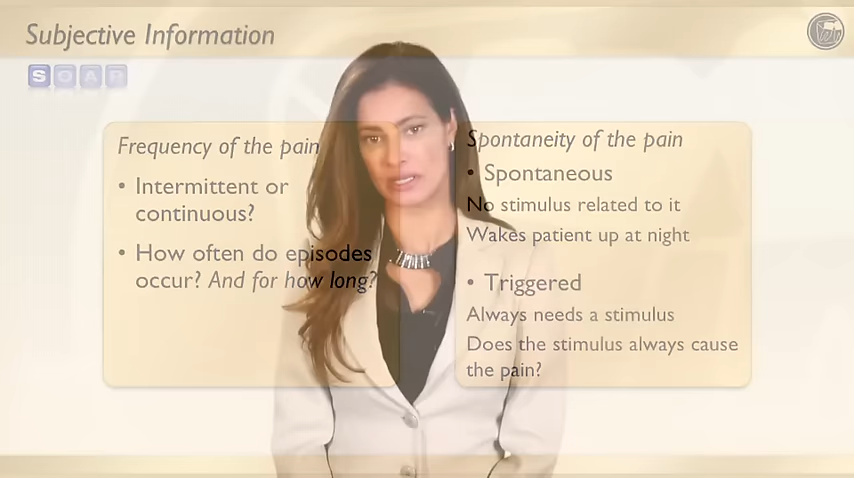 Subjective Information
S O A P
Frequency of the pain
• Intermittent or
continuous?
• How often do episodes
occur? And for how long?
Spontaneity of the pain
• Spontaneous
No stimulus related to it
Wakes patient up at night
• Triggered
Always needs a stimulus
Does the stimulus always cause
the pain?